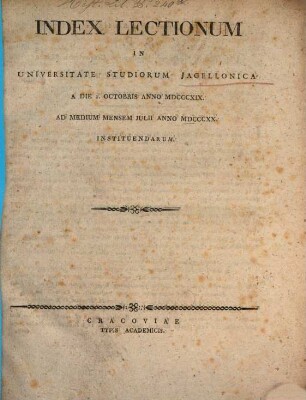 INDEX LECTIONUM
IN
UNIVERSITATE STUDIORUM JAGELLONICA
A DIE 1. OCTOBRIS ANNO MDCCCXIX.
AD MEDIUM MENSEM IULII ANNO MDCCCXX.
INSTITUENDARUM.
CRACOVIAE
TYPIS ACADEMICIS.